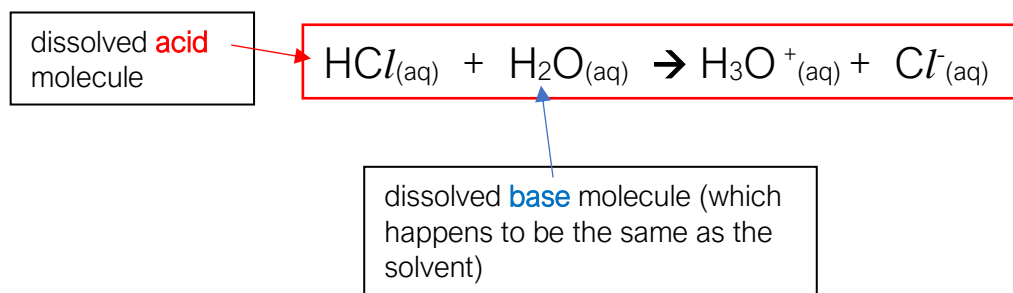 dissolved acid
molecule
HCl(aq) + H2O(aq) ➔ H3O +(aq) + Cl-(aq)
dissolved base molecule (which
happens to be the same as the
solvent)